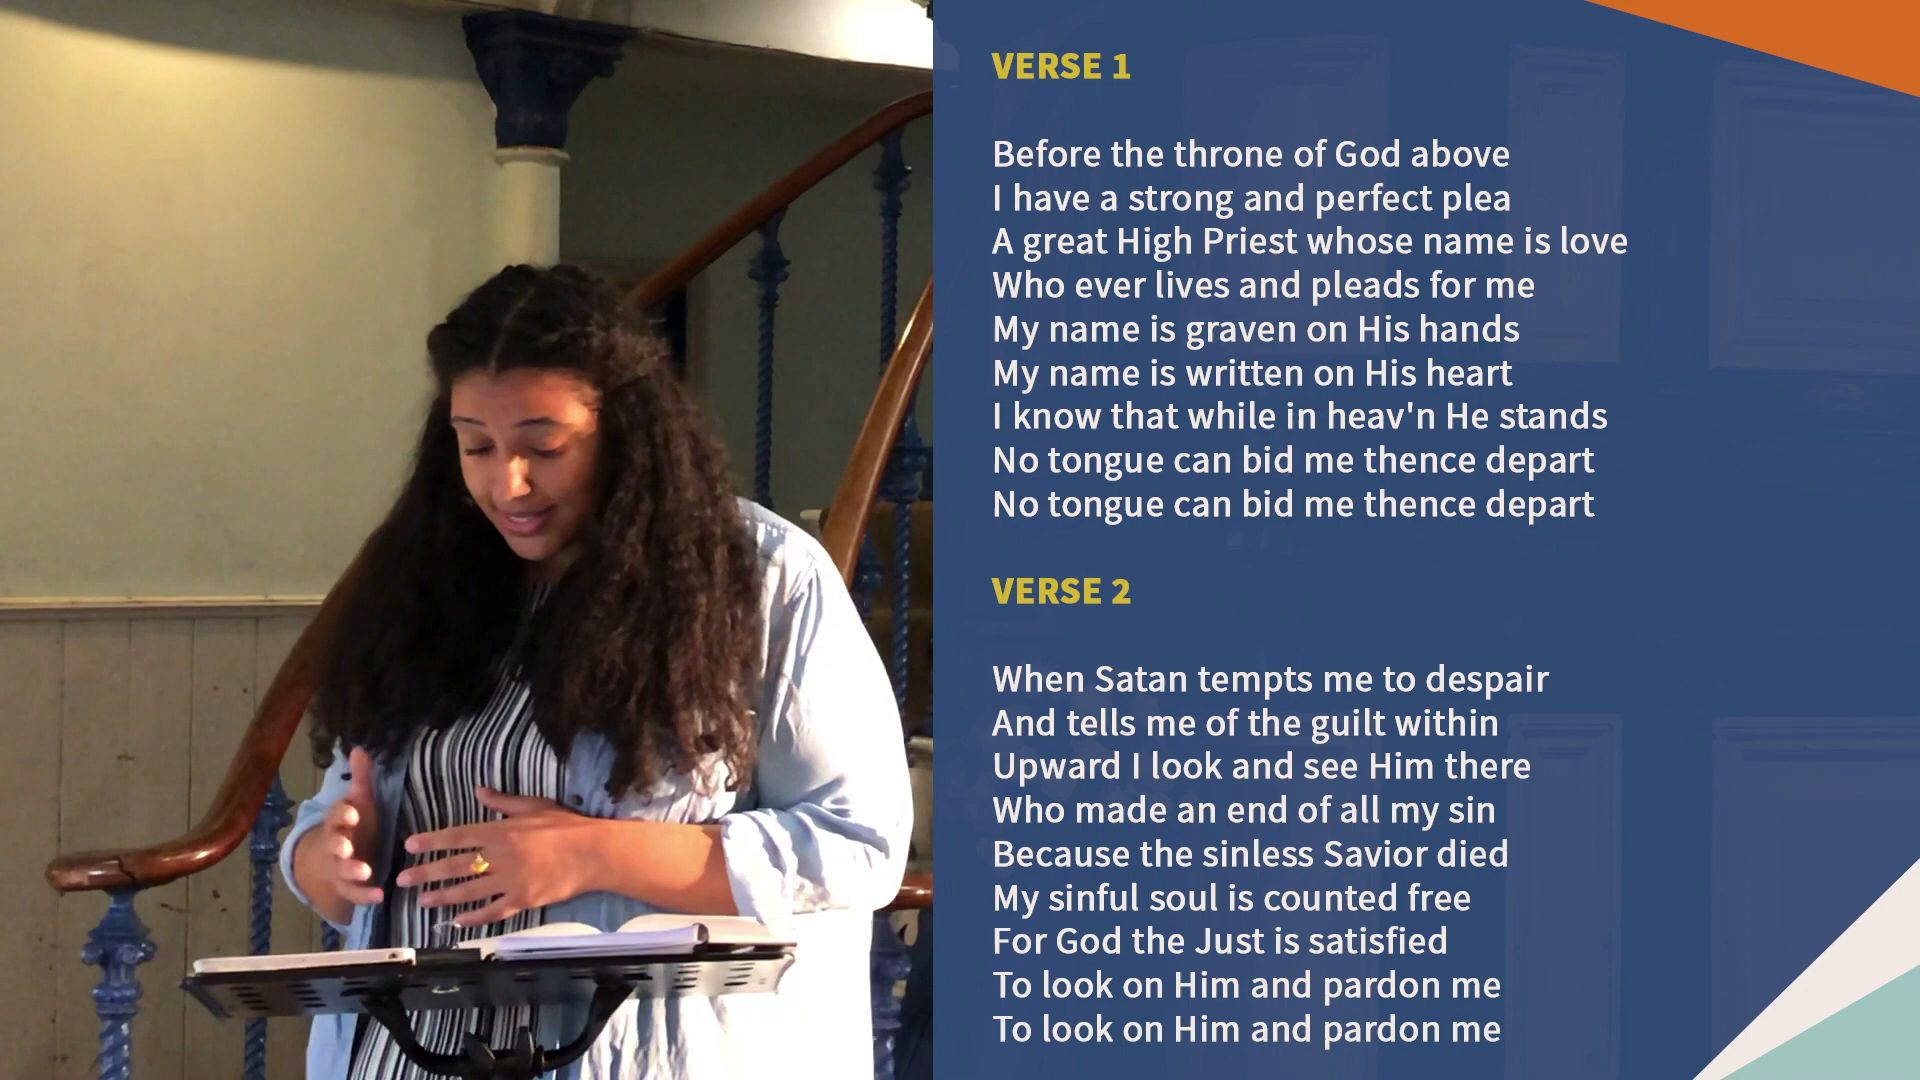 VERSE 1
Before the throne of God above
I have a strong and perfect plea
A great High Priest whose name is love
Who ever lives and pleads for me
My name is graven on His hands
My name is written on His heart
I know that while in heav'n He stands
No tongue can bid me thence depart
No tongue can bid me thence depart
VERSE 2
When Satan tempts me to despair
And tells me of the guilt within
Upward I look and see Him there
Who made an end of all my sin
Because the sinless Savior died
My sinful soul is counted free
For God the Just is satisfied
To look on Him and pardon me
To look on Him and pardon me